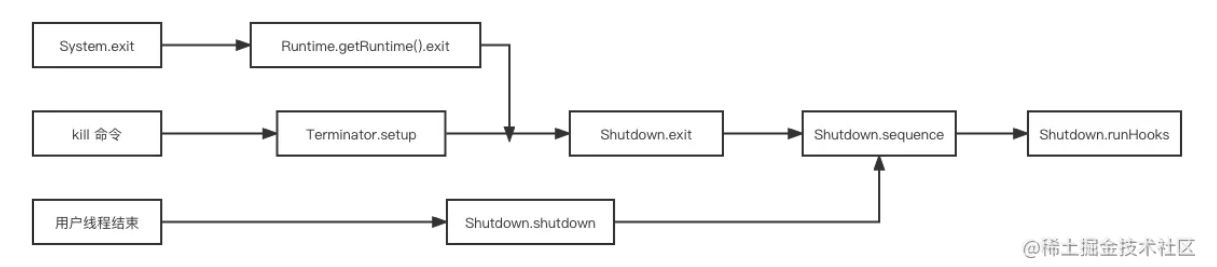 System.exit
Runtime.getRuntime().exit
kill 命令
Terminator.setup
Shutdown.exit
Shutdown.sequence
Shutdown.runHooks
用户线程结束
Shutdown.shutdown
@稀土掘金技术社区